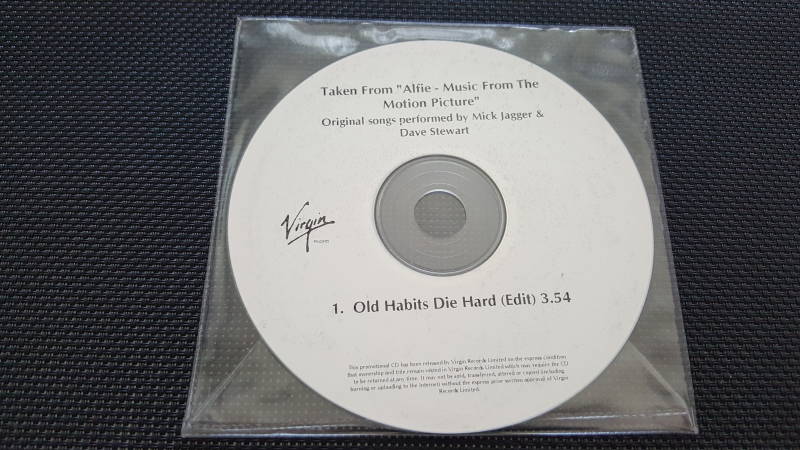 Taken From "Alfie - Music From The
Motion Picture"
Original songs performed by Mick Jagger &
Dave Stewart
Virgin
1. Old Habits Die Hard (Edit) 3.54
This promotional CD has been released by Virgin Records Limited on the express condition
that ownership and title remain vested in Virgin Records Limited which may require the CD
to be returned at any time. It may not be sold, transferred, altered or copied (including
burning or uploading to the Internet) without the express prior written approval of Virgin
Records Limited.